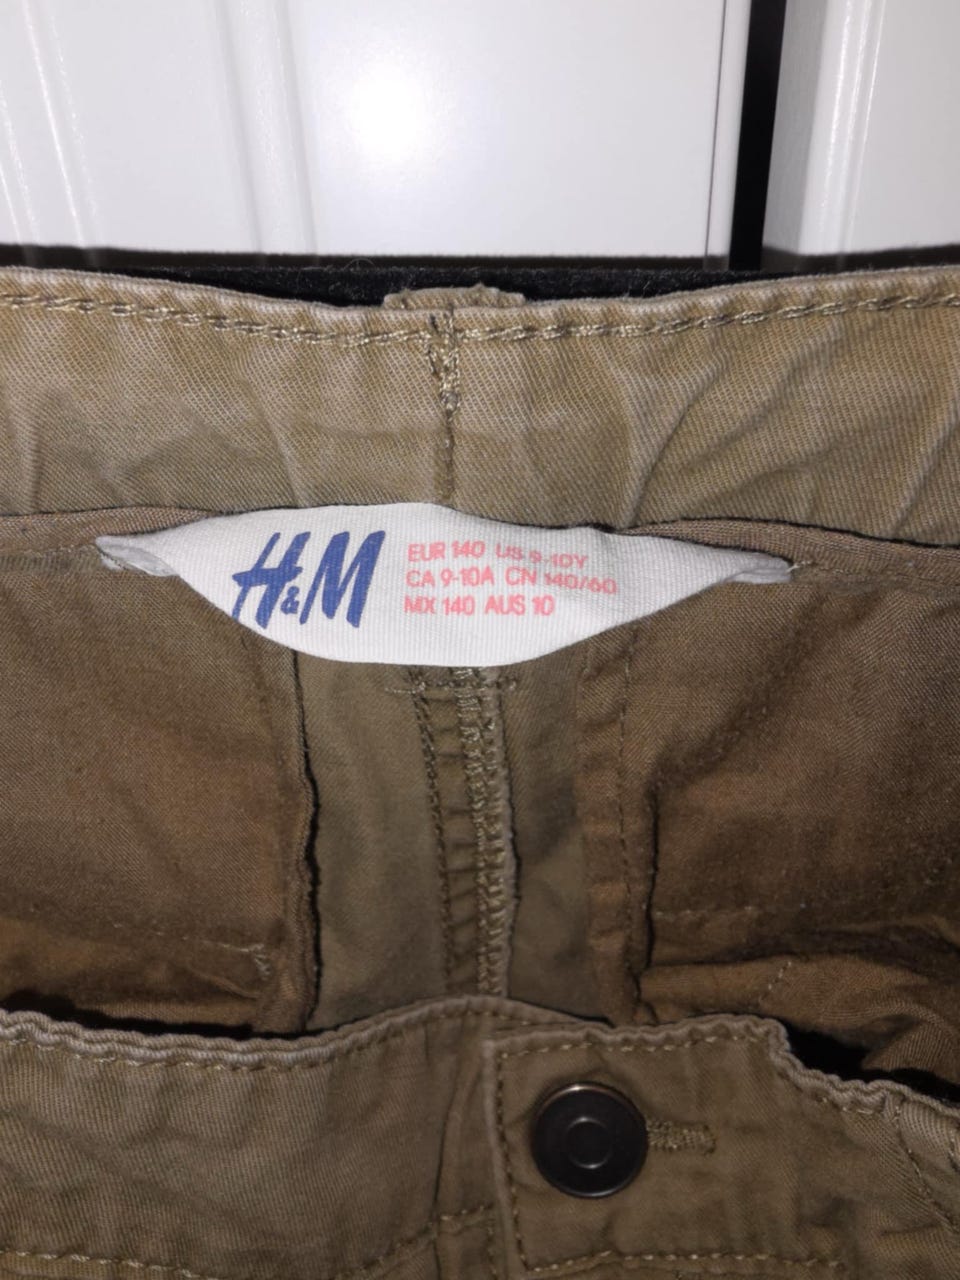 H&M
EUR 140 US 9-10Y
CA 9-10A CN 140/60
MX 140 AUS 10